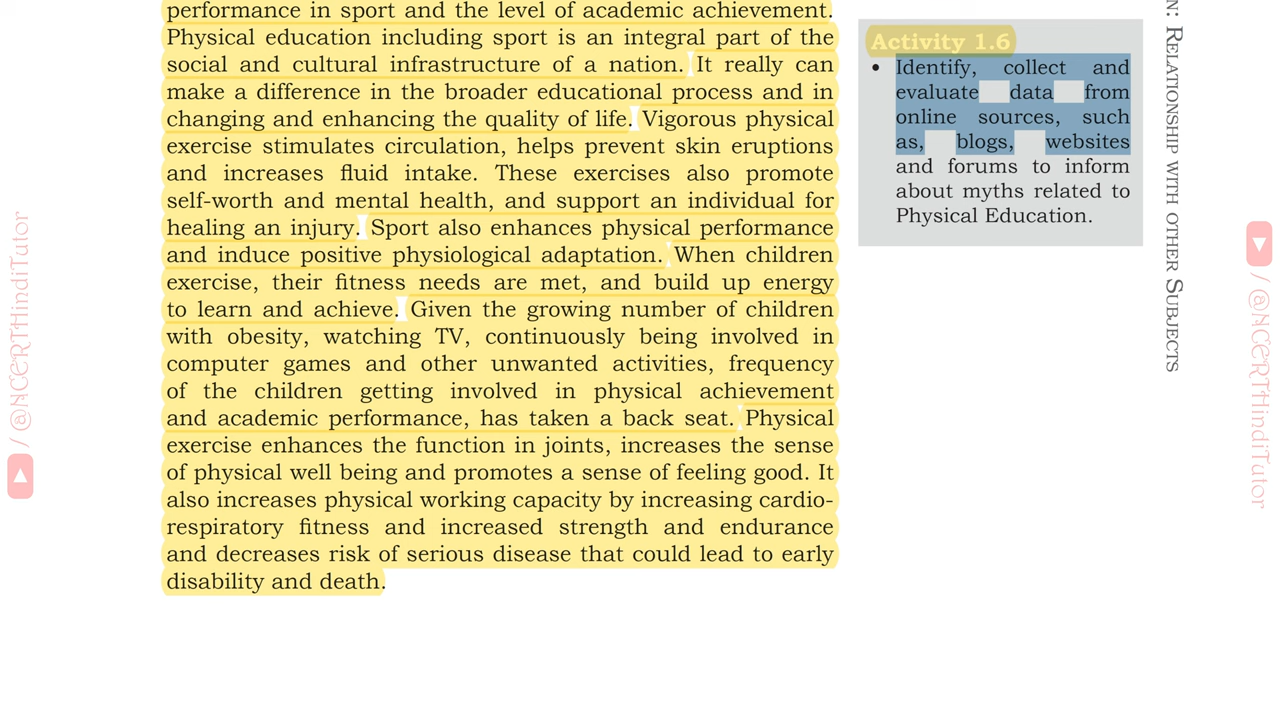 performance in sport and the level of academic achievement.
Physical education including sport is an integral part of the
social and cultural infrastructure of a nation. It really can
make a difference in the broader educational process and in
changing and enhancing the quality of life. Vigorous physical
exercise stimulates circulation, helps prevent skin eruptions
and increases fluid intake. These exercises also promote
self-worth and mental health, and support an individual for
healing an injury. Sport also enhances physical performance
and induce positive physiological adaptation. When children
exercise, their fitness needs are met, and build up energy
to learn and achieve. Given the growing number of children
with obesity, watching TV, continuously being involved in
computer games and other unwanted activities, frequency
of the children getting involved in physical achievement
and academic performance, has taken a back seat. Physical
exercise enhances the function in joints, increases the sense
of physical well being and promotes a sense of feeling good. It
also increases physical working capacity by increasing cardio-
respiratory fitness and increased strength and endurance
and decreases risk of serious disease that could lead to early
disability and death.
Activity 1.6
• Identify, collect and
evaluate data from
online sources, such
as, blogs, websites
and forums to inform
about myths related to
Physical Education.
N: RELATIONSHIP WITH OTHER SUBJECTS
/ @NCERTHindiTutor
/ @NCERTHindiTutor